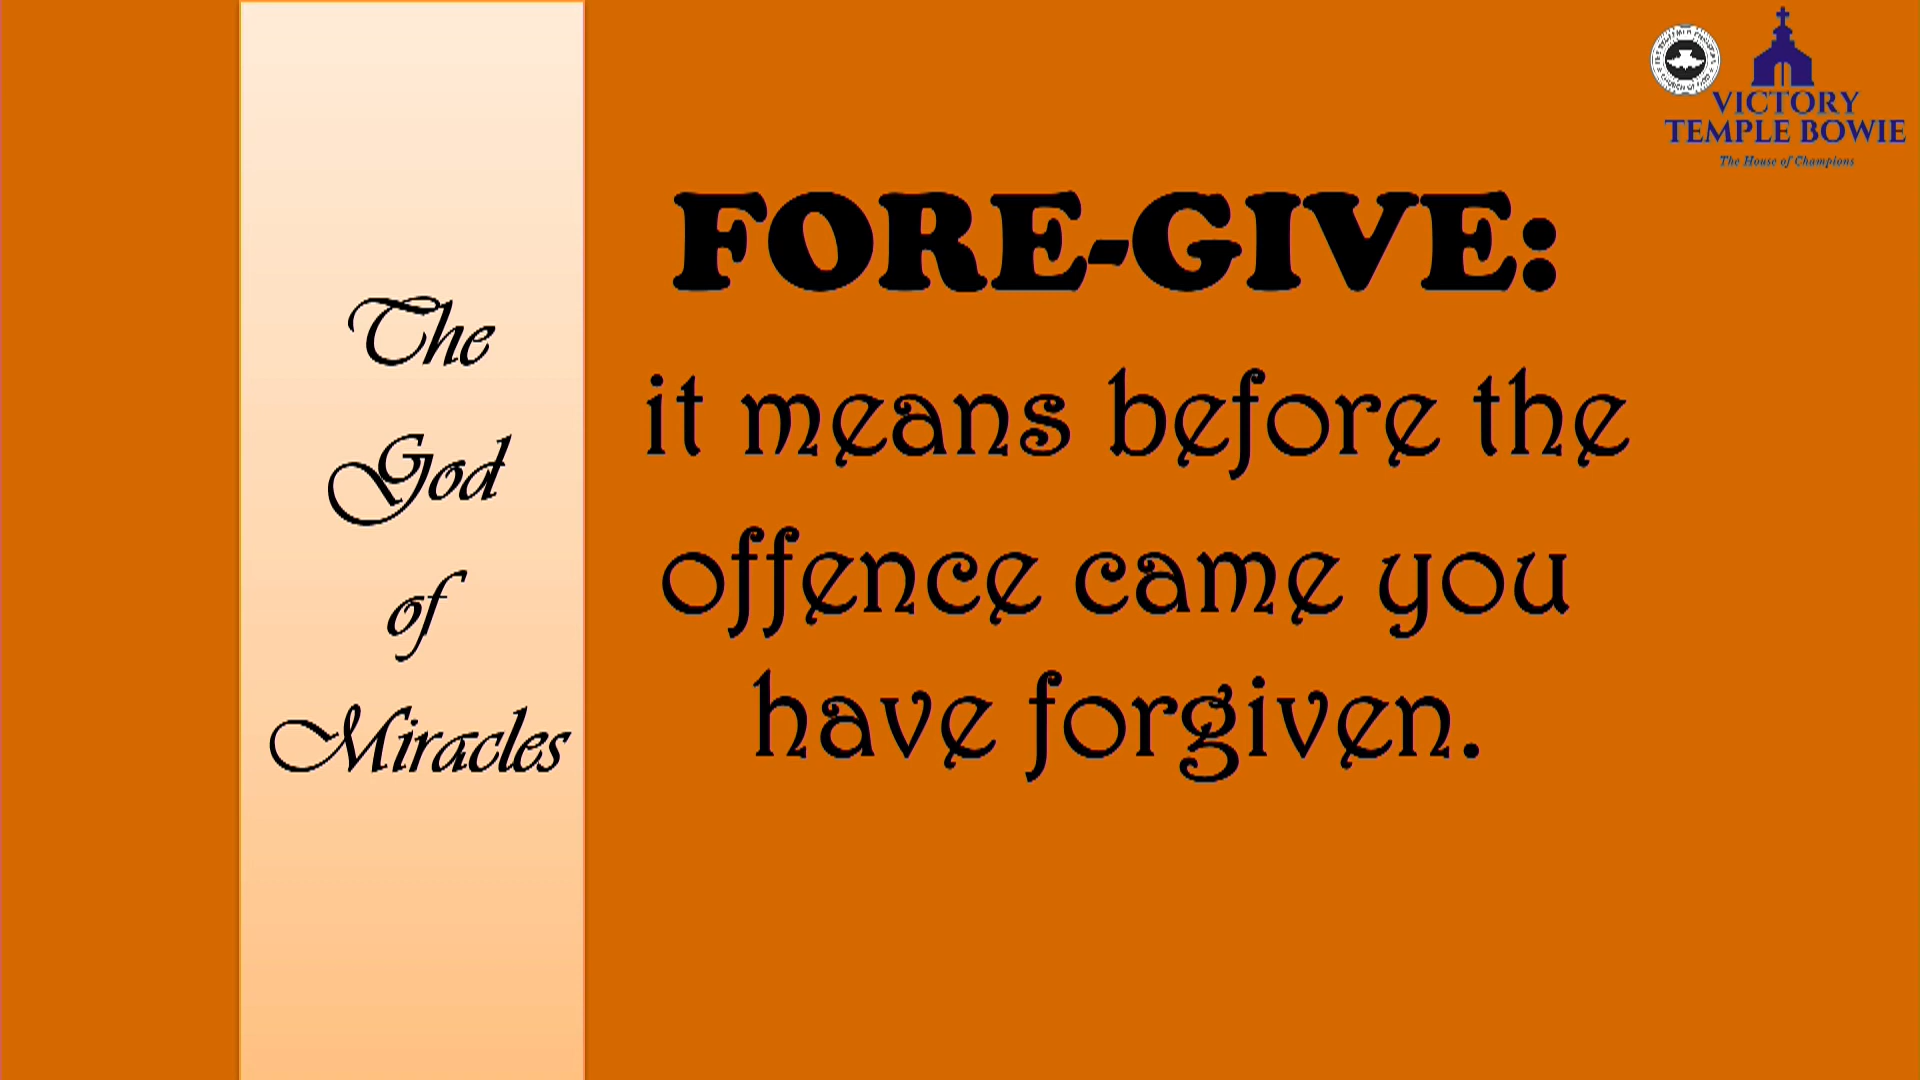 The
God
of
Miracles
FORE-GIVE:
it means before the
offence came you
have forgiven.
VICTORY
TEMPLE BOWIE
The House of Champions